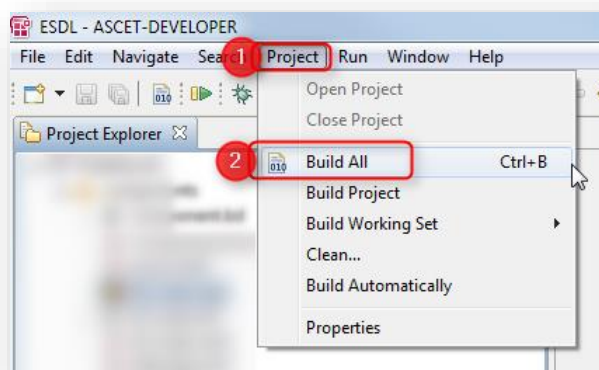 ESDL - ASCET-DEVELOPER
File Edit Navigate Search Project Run Window Help
1
Open Project
Close Project
Project Explorer
2
Build All Ctrl+B
Build Project
Build Working Set
Clean...
Build Automatically
Properties